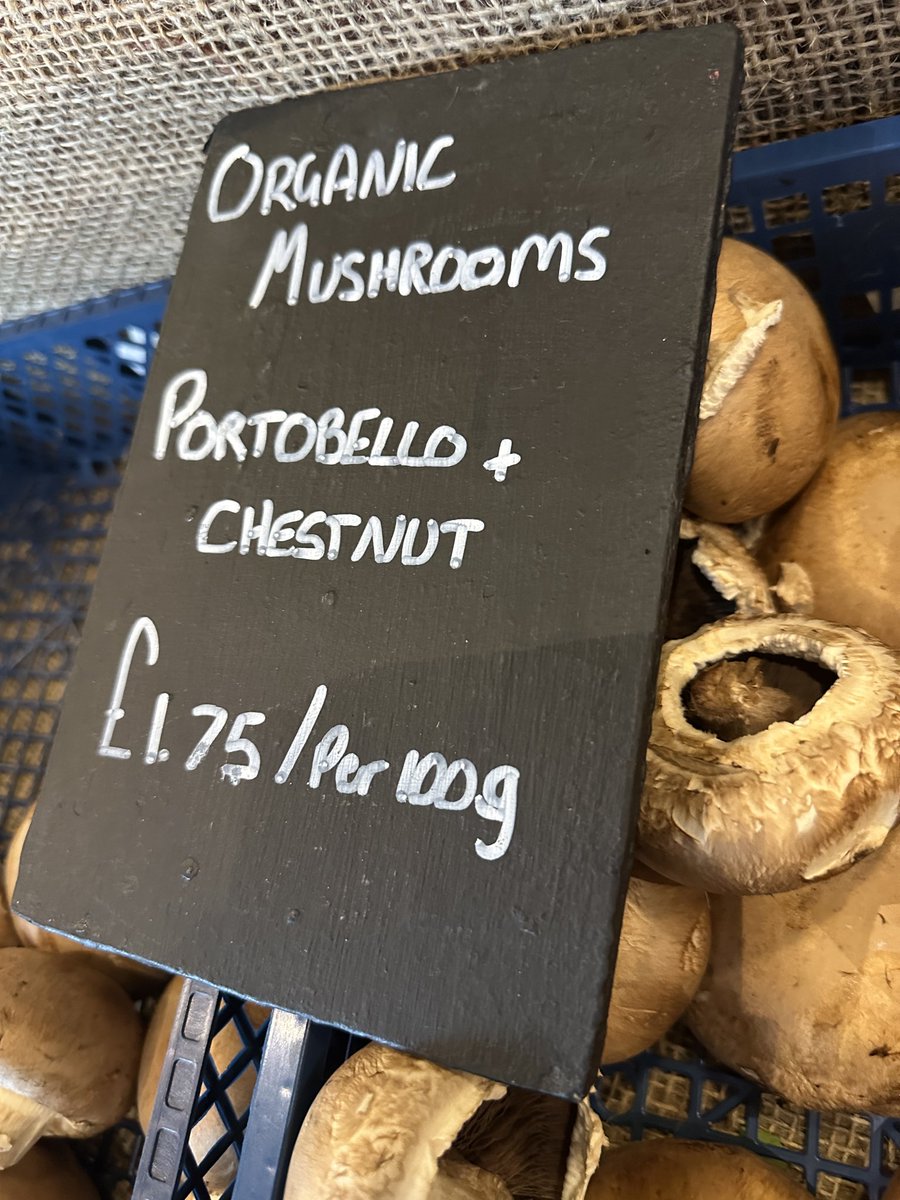 ORGANIC
MUSHROOMS
PORTOBELLO +
CHESTNUT
£1.75/Per 100g